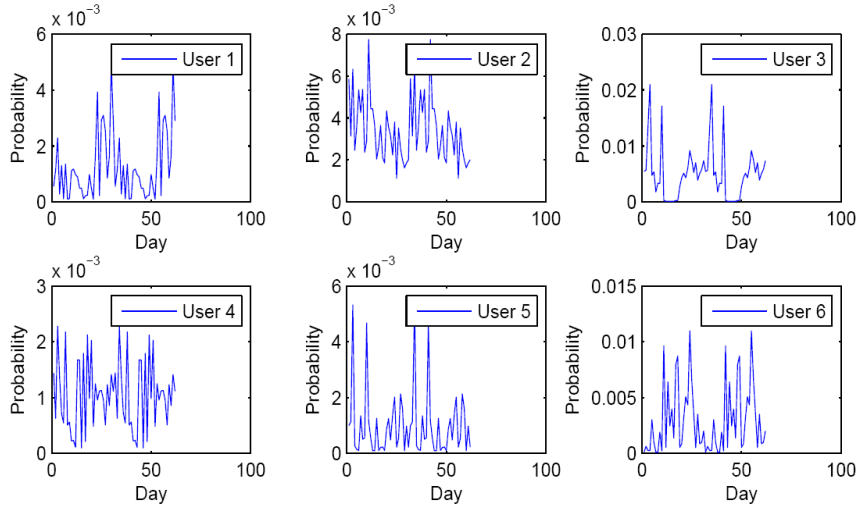 x 10⁻³
6
4
2
0
0 50 100
Probability
Day
User 1
x 10⁻³
8
6
4
2
0
0 50 100
Probability
Day
User 2
0.03
0.02
0.01
0
0 50 100
Probability
Day
User 3
x 10⁻³
3
2
1
0
0 50 100
Probability
Day
User 4
x 10⁻³
6
4
2
0
0 50 100
Probability
Day
User 5
0.015
0.01
0.005
0
0 50 100
Probability
Day
User 6